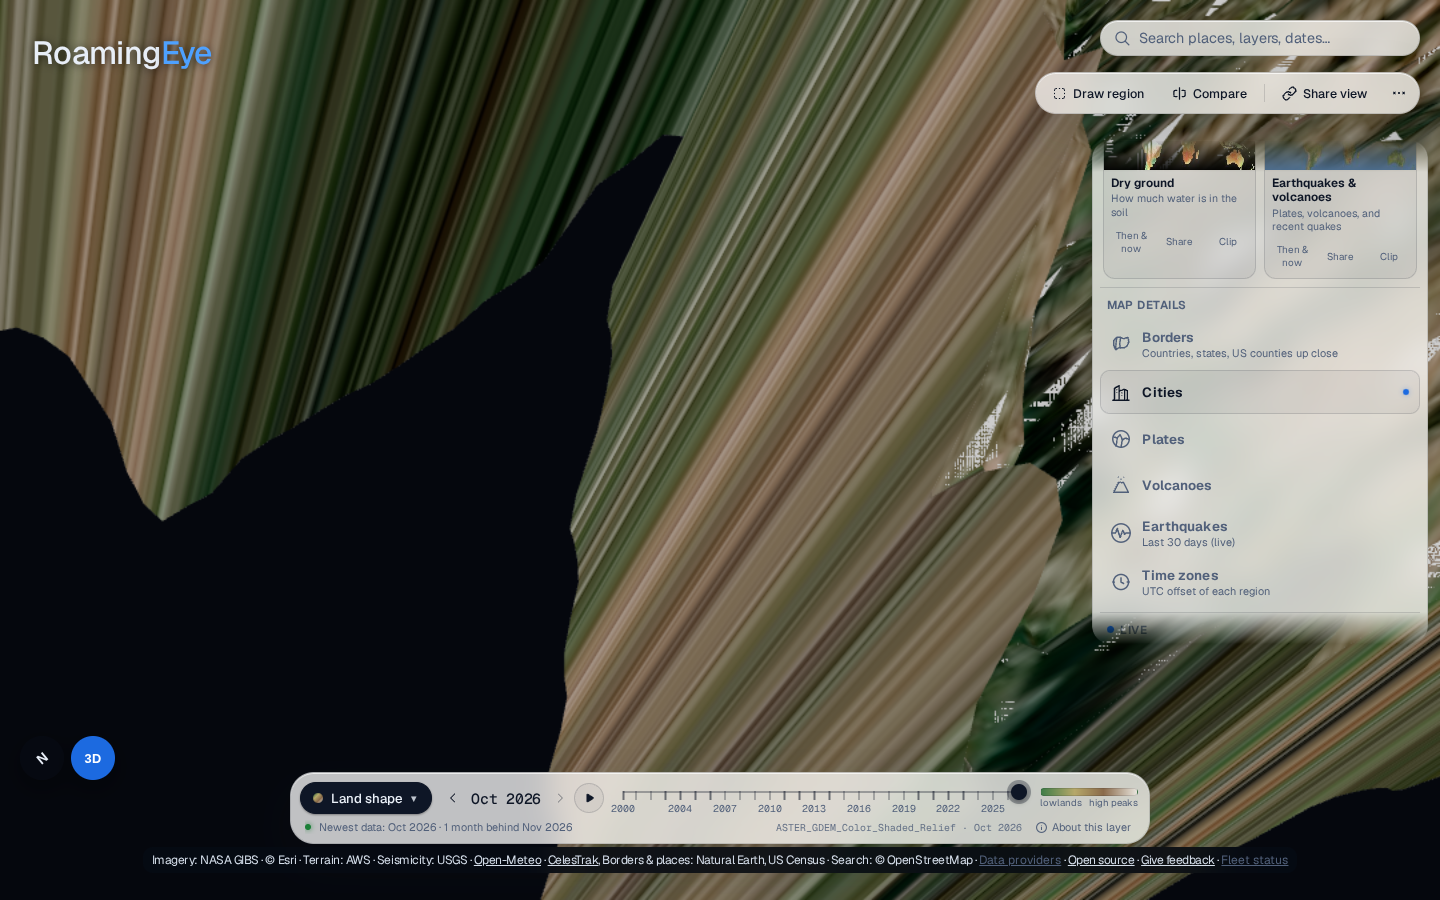 RoamingEye
Search places, layers, dates...
Draw region
Compare
Share view
Dry ground
How much water is in the
soil
Then &
now
Share
Clip
Earthquakes &
volcanoes
Plates, volcanoes, and
recent quakes
Then &
now
Share
Clip
MAP DETAILS
Borders
Countries, states, US counties up close
Cities
Plates
Volcanoes
Earthquakes
Last 30 days (live)
Time zones
UTC offset of each region
LIVE
N
3D
Land shape
Oct 2026
2000 2004 2007 2010 2013 2016 2019 2022 2025
lowlands high peaks
Newest data: Oct 2026 · 1 month behind Nov 2026
ASTER_GDEM_Color_Shaded_Relief · Oct 2026
About this layer
Imagery: NASA GIBS · © Esri · Terrain: AWS · Seismicity: USGS · Open-Meteo · CelesTrak, Borders & places: Natural Earth, US Census · Search: © OpenStreetMap · Data providers · Open source · Give feedback · Fleet status